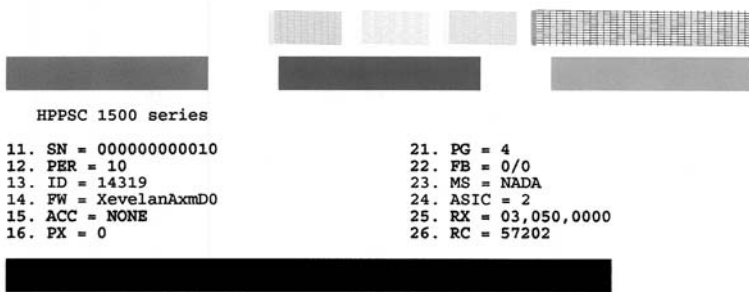 HPPSC 1500 series
11. SN = 000000000010
12. PER = 10
13. ID = 14319
14. FW = XevelanAxmD0
15. ACC = NONE
16. PX = 0
21. PG = 4
22. FB = 0/0
23. MS = NADA
24. ASIC = 2
25. RX = 03,050,0000
26. RC = 57202